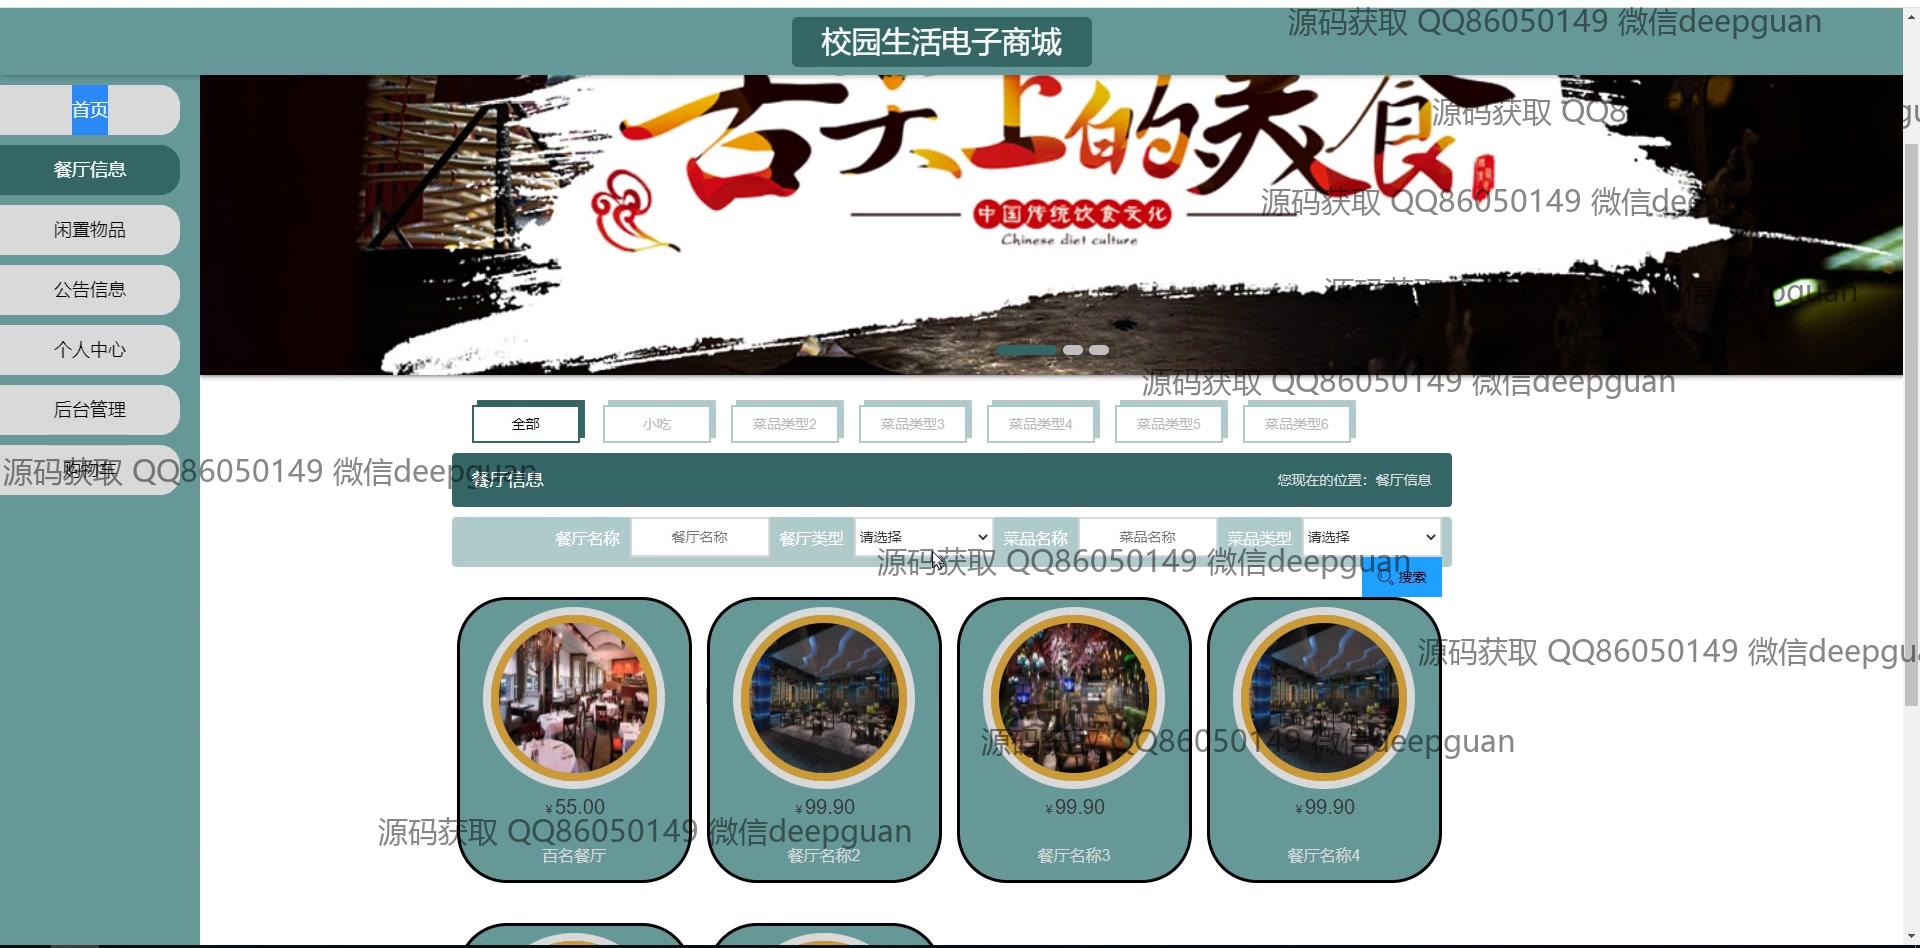 校园生活电子商城
源码获取 QQ86050149 微信deepguan
首页
餐厅信息
闲置物品
公告信息
个人中心
后台管理
购物车
舌尖上的美食
中国传统饮食文化
Chinese diet culture
源码获取 QQ8
源码获取 QQ86050149 微信deep
源码获取 QQ86050149 微信deepguan
源码获取 QQ86050149 微信deepguan
全部 小吃 菜品类型2 菜品类型3 菜品类型4 菜品类型5 菜品类型6
餐厅信息 您现在的位置：餐厅信息
餐厅名称 餐厅名称 餐厅类型 请选择 菜品名称 菜品名称 菜品类型 请选择
源码获取 QQ86050149 微信deepguan
搜索
源码获取 QQ86050149 微信deepgu
源码获取 QQ86050149 微信deepguan
¥55.00 ¥99.90 ¥99.90 ¥99.90
源码获取 QQ86050149 微信deepguan
百名餐厅 餐厅名称2 餐厅名称3 餐厅名称4